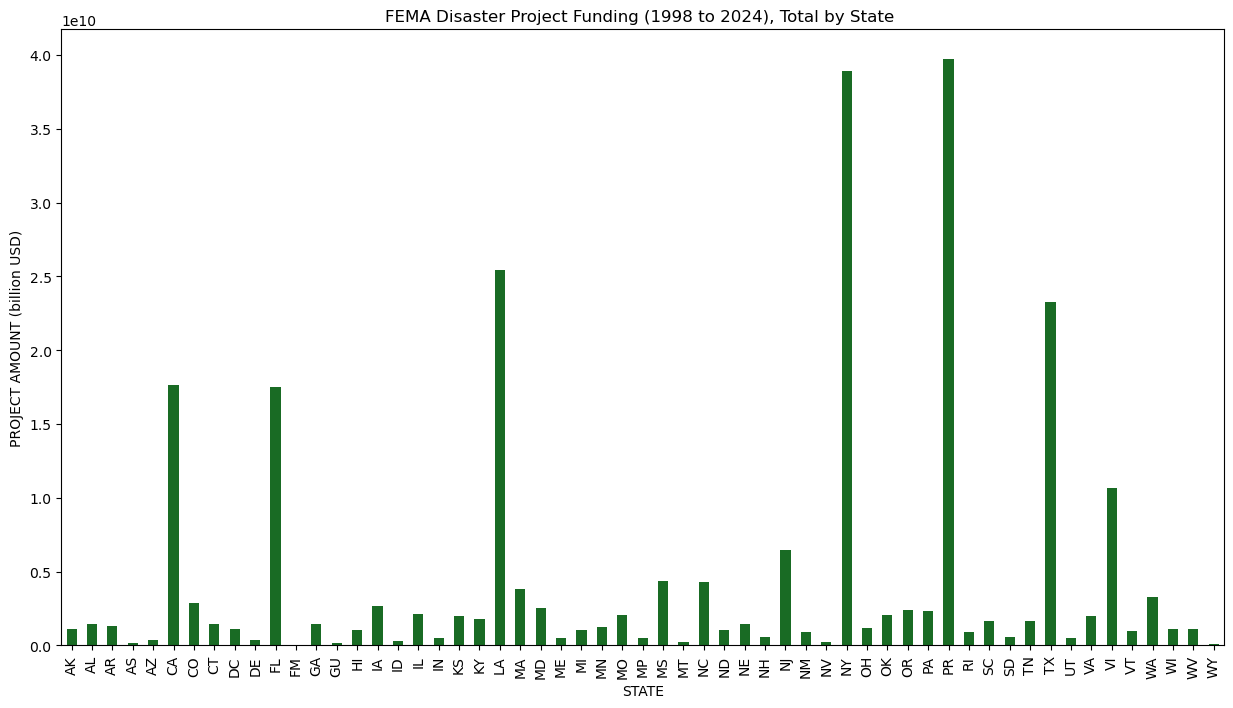 FEMA Disaster Project Funding (1998 to 2024), Total by State
1e10
4.0
3.5
3.0
2.5
2.0
1.5
1.0
0.5
0.0
PROJECT AMOUNT (billion USD)
AK AL AR AS AZ CA CO CT DC DE FL FM GA GU HI IA ID IL IN KS KY LA MA MD ME MI MN MO MP MS MT NC ND NE NH NJ NM NV NY OH OK OR PA PR RI SC SD TN TX UT VA VI VT WA WI WV WY
STATE